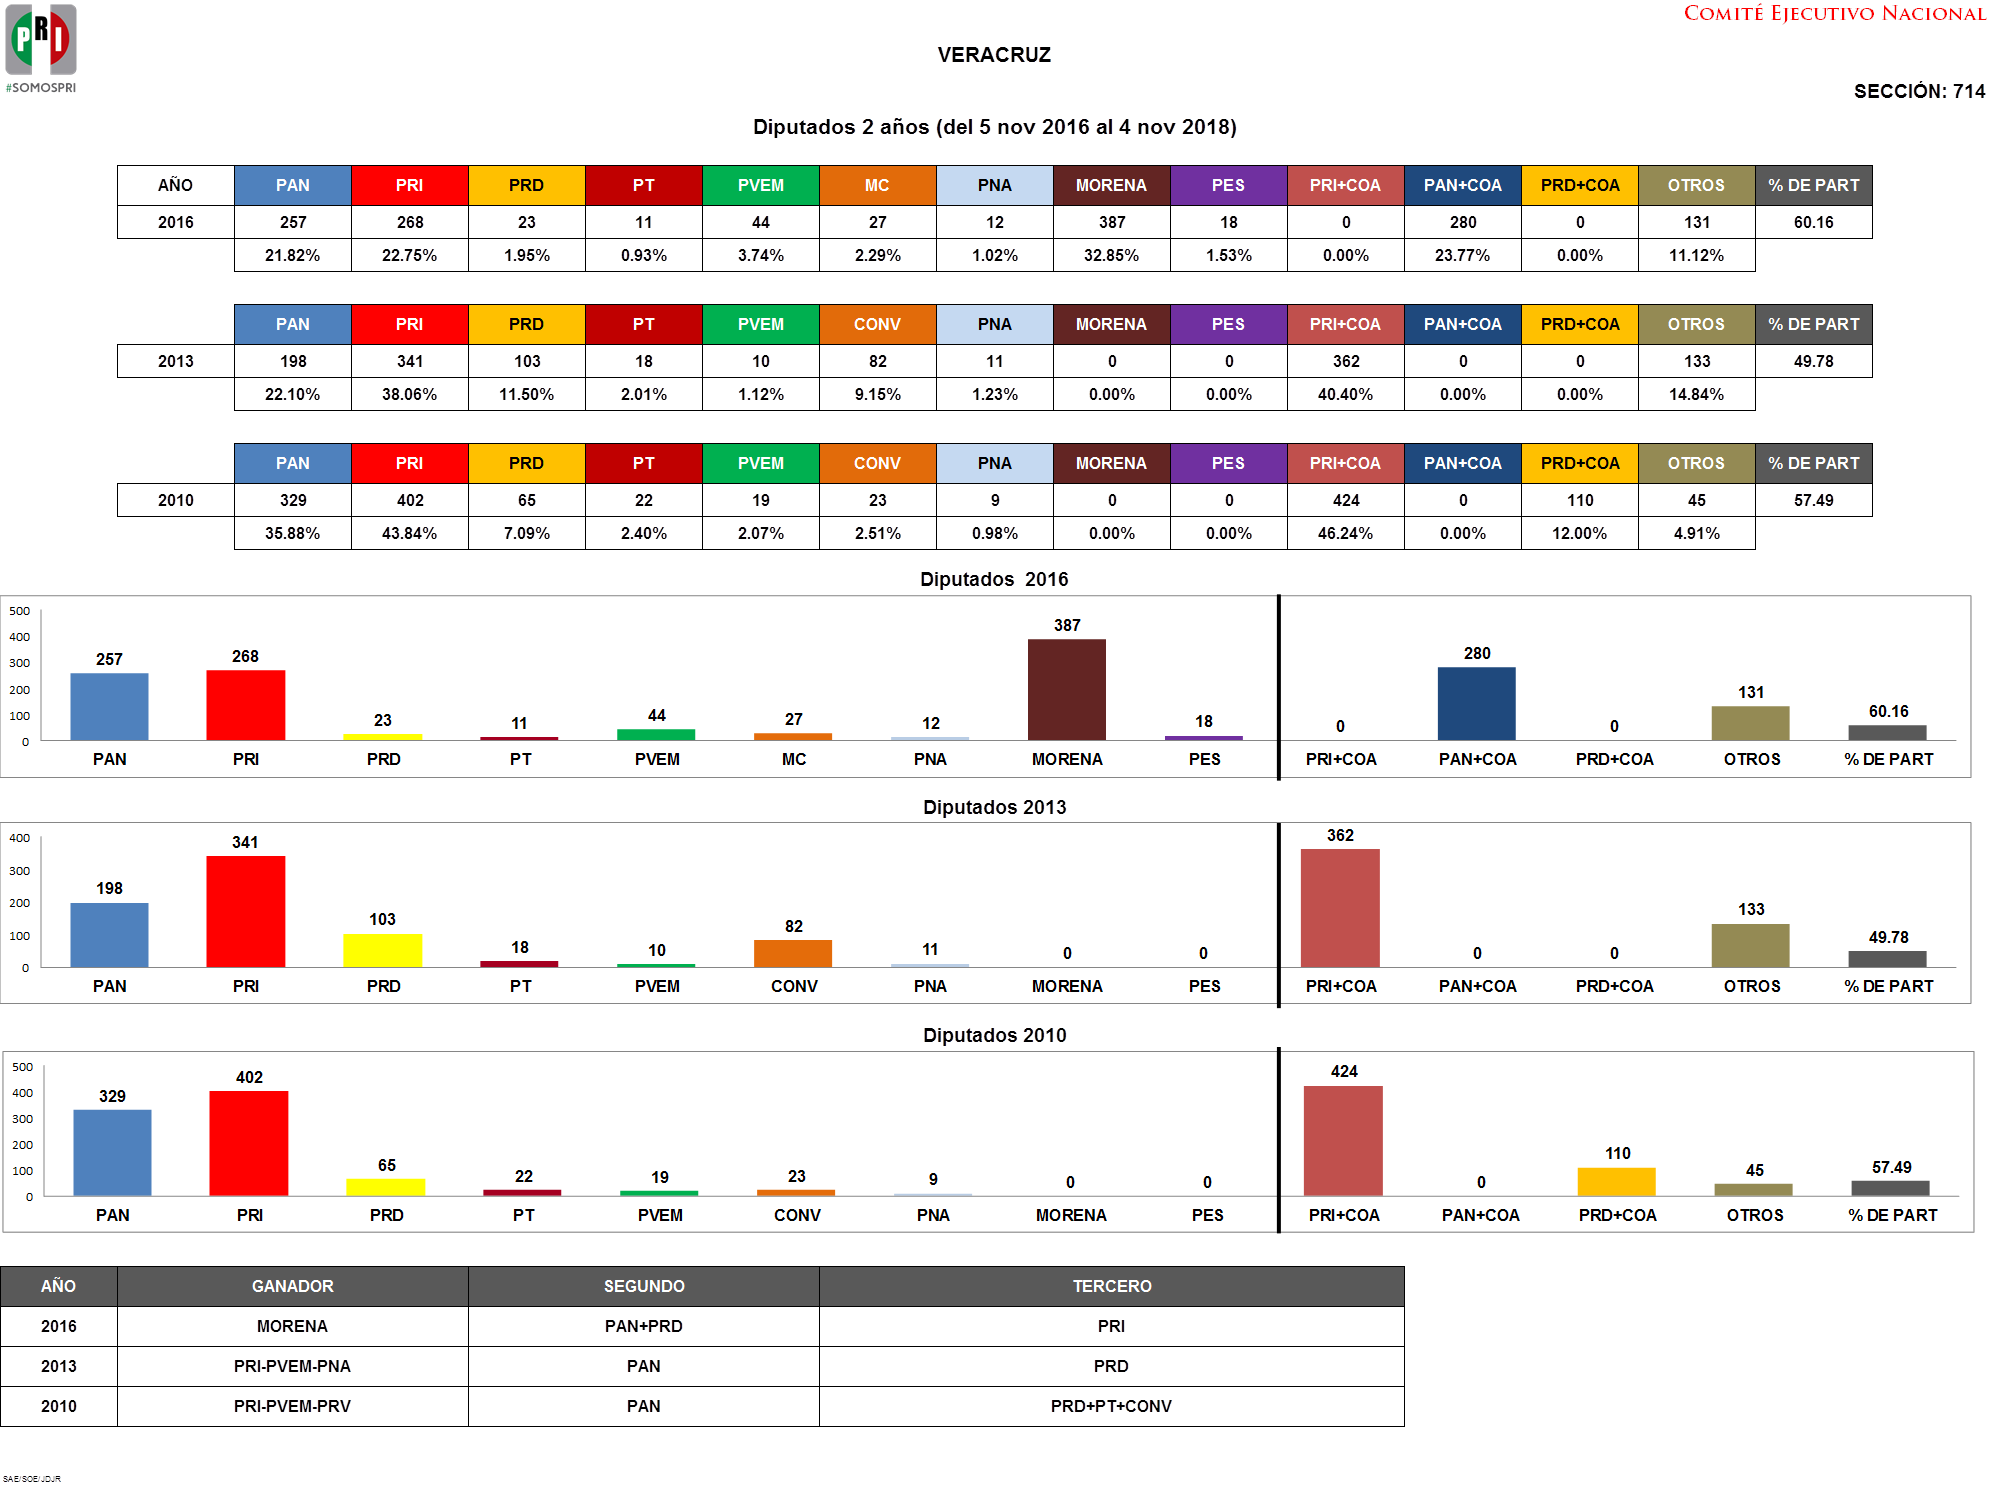 PRI
#SOMOSPRI
COMITÉ EJECUTIVO NACIONAL
VERACRUZ
SECCIÓN: 714
Diputados 2 años (del 5 nov 2016 al 4 nov 2018)
AÑO PAN PRI PRD PT PVEM MC PNA MORENA PES PRI+COA PAN+COA PRD+COA OTROS % DE PART
2016 257 268 23 11 44 27 12 387 18 0 280 0 131 60.16
21.82% 22.75% 1.95% 0.93% 3.74% 2.29% 1.02% 32.85% 1.53% 0.00% 23.77% 0.00% 11.12%
PAN PRI PRD PT PVEM CONV PNA MORENA PES PRI+COA PAN+COA PRD+COA OTROS % DE PART
2013 198 341 103 18 10 82 11 0 0 362 0 0 133 49.78
22.10% 38.06% 11.50% 2.01% 1.12% 9.15% 1.23% 0.00% 0.00% 40.40% 0.00% 0.00% 14.84%
PAN PRI PRD PT PVEM CONV PNA MORENA PES PRI+COA PAN+COA PRD+COA OTROS % DE PART
2010 329 402 65 22 19 23 9 0 0 424 0 110 45 57.49
35.88% 43.84% 7.09% 2.40% 2.07% 2.51% 0.98% 0.00% 0.00% 46.24% 0.00% 12.00% 4.91%
Diputados 2016
500
400
300
200
100
0
257 268 23 11 44 27 12 387 18 0 280 0 131 60.16
PAN PRI PRD PT PVEM MC PNA MORENA PES PRI+COA PAN+COA PRD+COA OTROS % DE PART
Diputados 2013
400
300
200
100
0
198 341 103 18 10 82 11 0 0 362 0 0 133 49.78
PAN PRI PRD PT PVEM CONV PNA MORENA PES PRI+COA PAN+COA PRD+COA OTROS % DE PART
Diputados 2010
500
400
300
200
100
0
329 402 65 22 19 23 9 0 0 424 0 110 45 57.49
PAN PRI PRD PT PVEM CONV PNA MORENA PES PRI+COA PAN+COA PRD+COA OTROS % DE PART
AÑO GANADOR SEGUNDO TERCERO
2016 MORENA PAN+PRD PRI
2013 PRI-PVEM-PNA PAN PRD
2010 PRI-PVEM-PRV PAN PRD+PT+CONV
SAE/SOE/JDJR